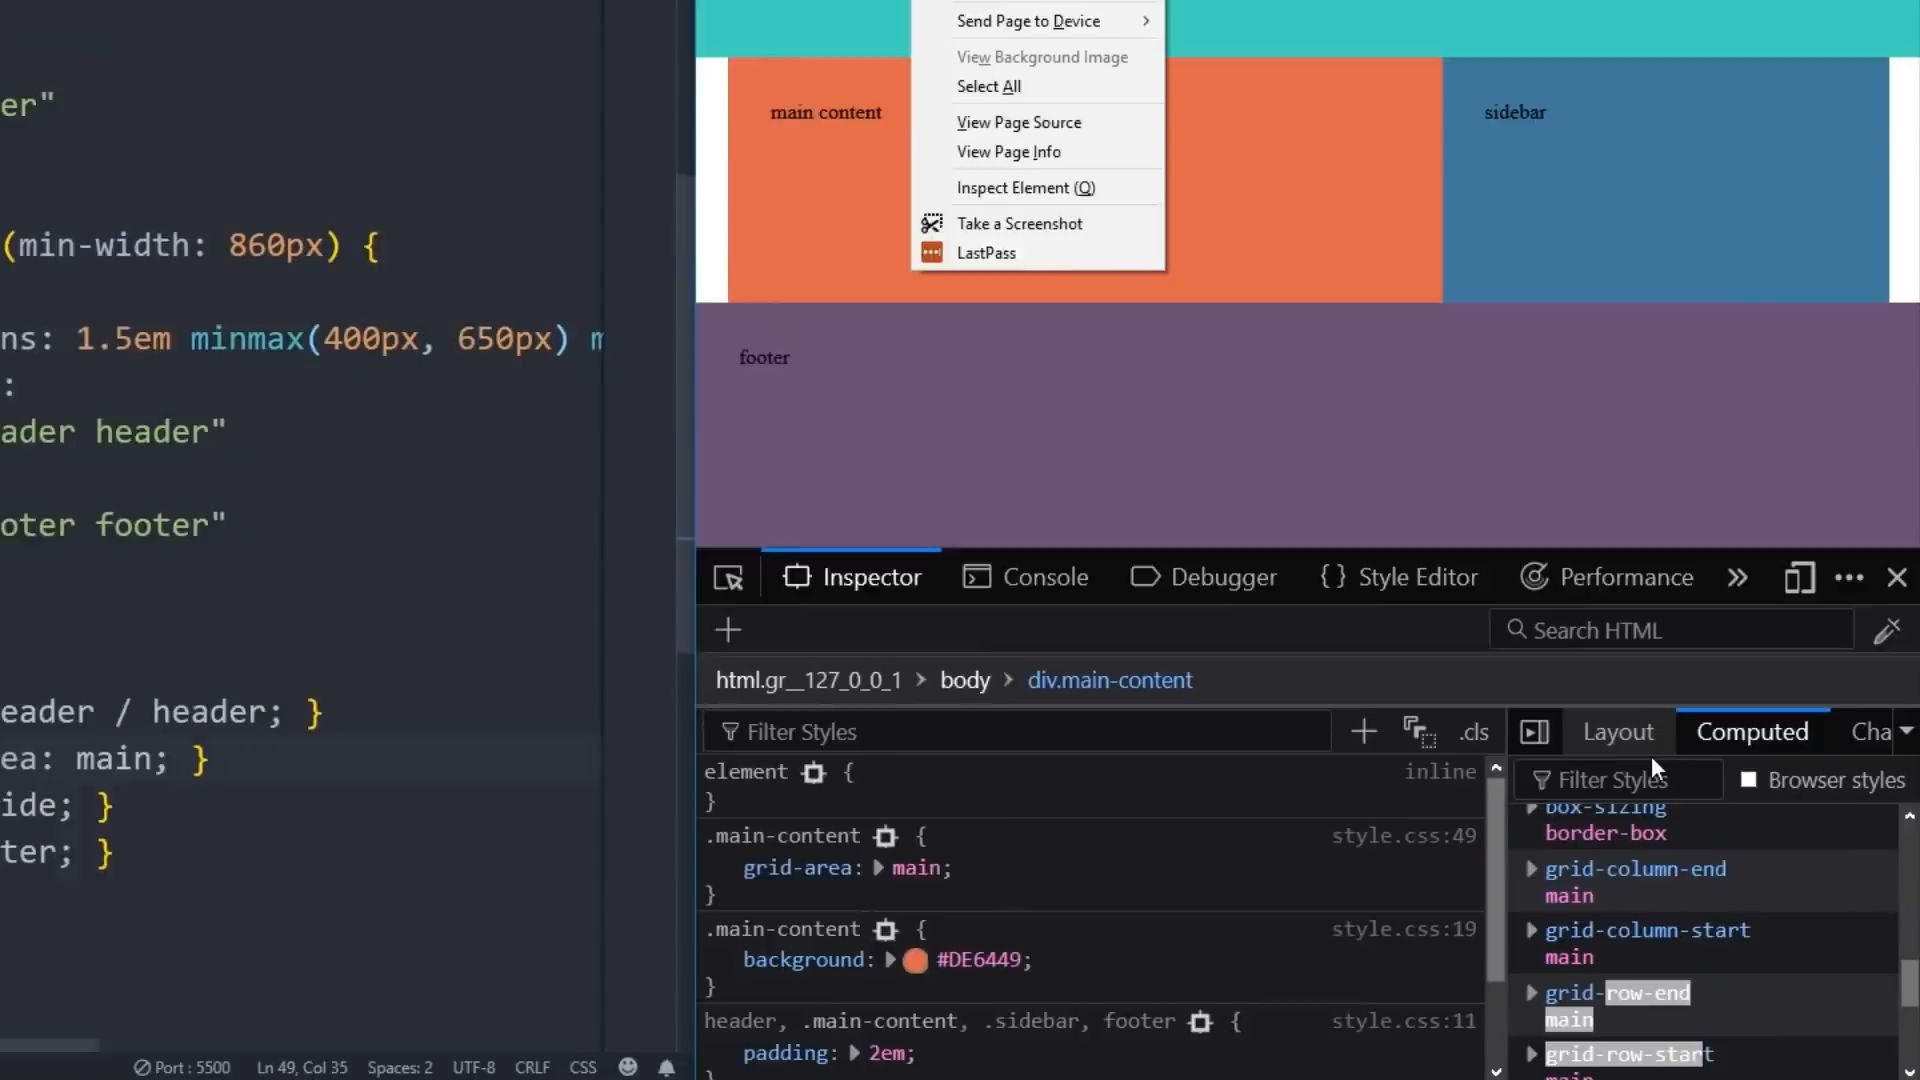 er"
(min-width: 860px) {
ns: 1.5em minmax(400px, 650px) m
:
ader header"
oter footer"
eader / header; }
ea: main; }
ide; }
ter; }
Port : 5500 Ln 49, Col 35 Spaces: 2 UTF-8 CRLF CSS
Send Page to Device
View Background Image
Select All
View Page Source
View Page Info
Inspect Element (Q)
Take a Screenshot
LastPass
main content
sidebar
footer
Inspector Console Debugger {} Style Editor Performance
Search HTML
html.gr__127_0_0_1 > body > div.main-content
Filter Styles + .cls
element { inline
}
.main-content { style.css:49
grid-area: main;
}
.main-content { style.css:19
background: #DE6449;
}
header, .main-content, .sidebar, footer { style.css:11
padding: 2em;
}
Layout Computed Cha
Filter Styles Browser styles
box-sizing
border-box
grid-column-end
main
grid-column-start
main
grid-row-end
main
grid-row-start
main